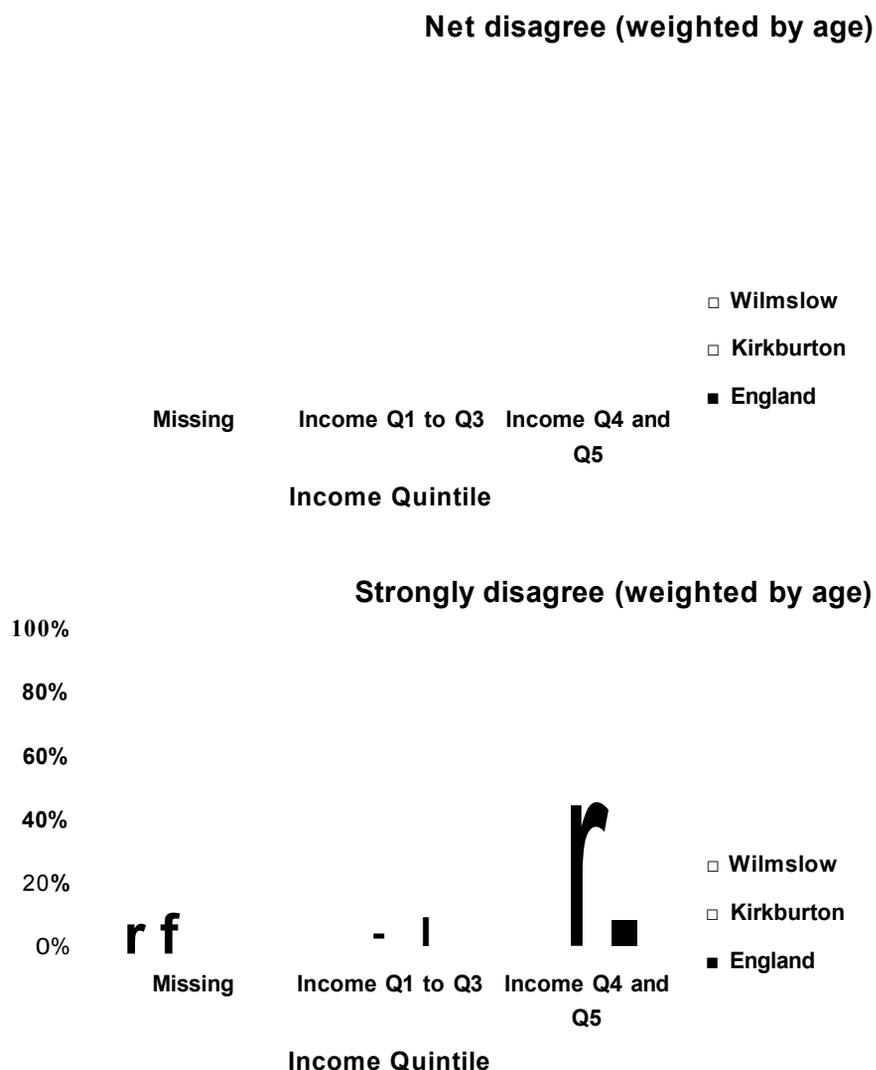 Net disagree (weighted by age)
□ Wilmslow
□ Kirkburton
■ England
Missing Income Q1 to Q3 Income Q4 and
Q5
Income Quintile
Strongly disagree (weighted by age)
100%
80%
60%
40%
20%
0%
r f - l r.
□ Wilmslow
□ Kirkburton
■ England
Missing Income Q1 to Q3 Income Q4 and
Q5
Income Quintile